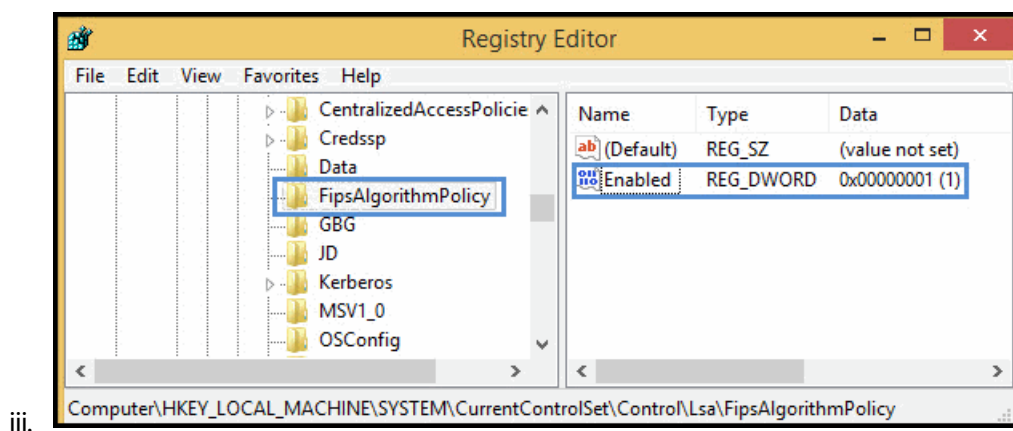 Registry Editor
File Edit View Favorites Help
CentralizedAccessPolicie
Credssp
Data
FipsAlgorithmPolicy
GBG
JD
Kerberos
MSV1_0
OSConfig
Name Type Data
(Default) REG_SZ (value not set)
Enabled REG_DWORD 0x00000001 (1)
Computer\HKEY_LOCAL_MACHINE\SYSTEM\CurrentControlSet\Control\Lsa\FipsAlgorithmPolicy
iii.